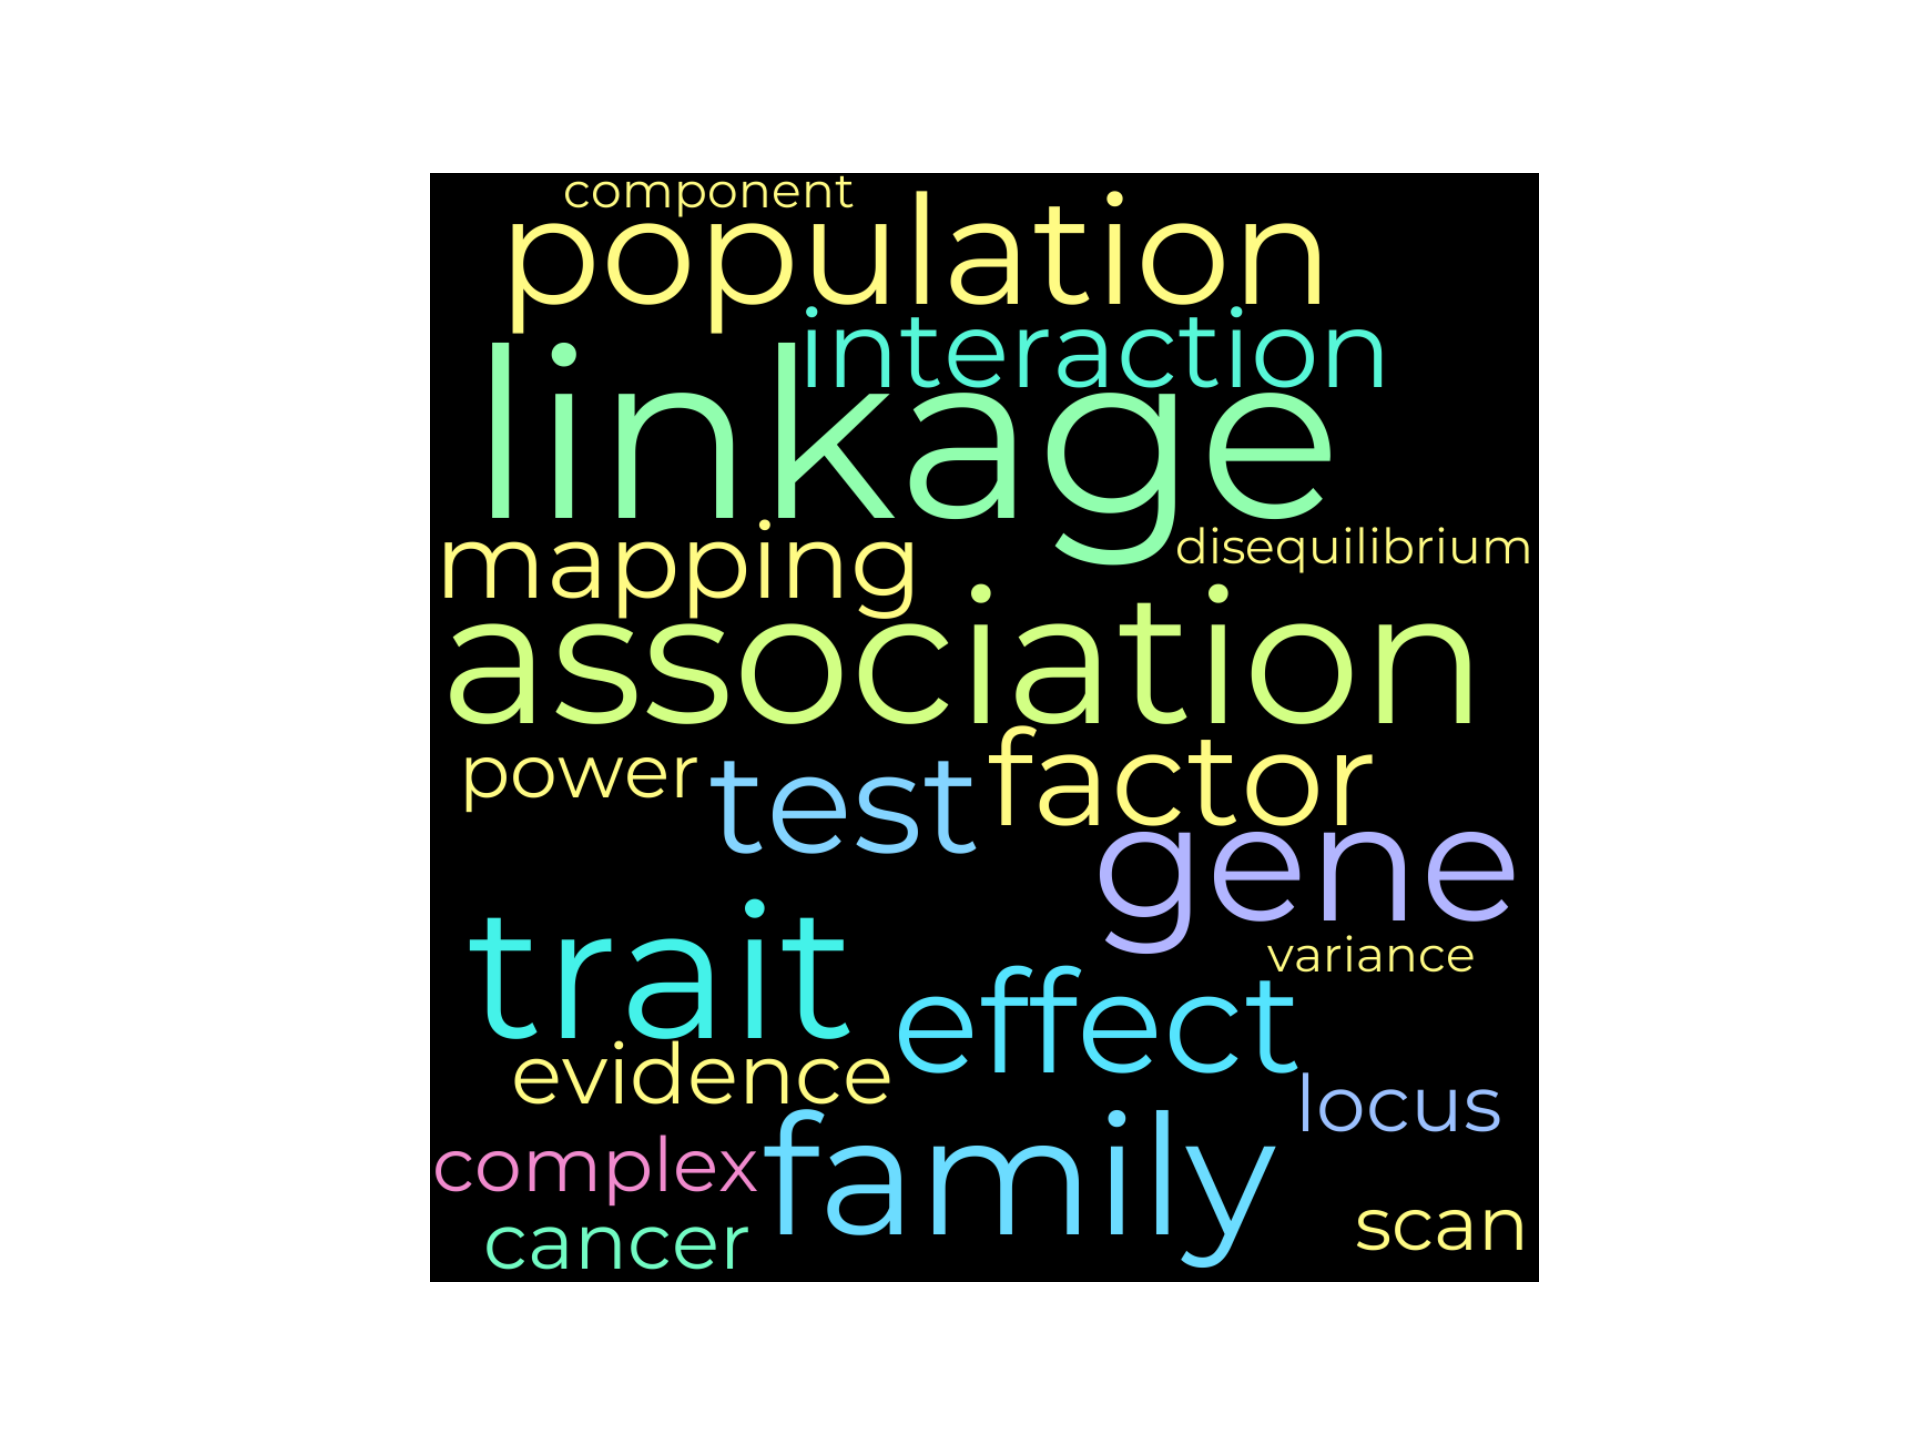 component
population
interaction
linkage
mapping
disequilibrium
association
power
test
factor
gene
trait
variance
effect
evidence
locus
family
complex
scan
cancer